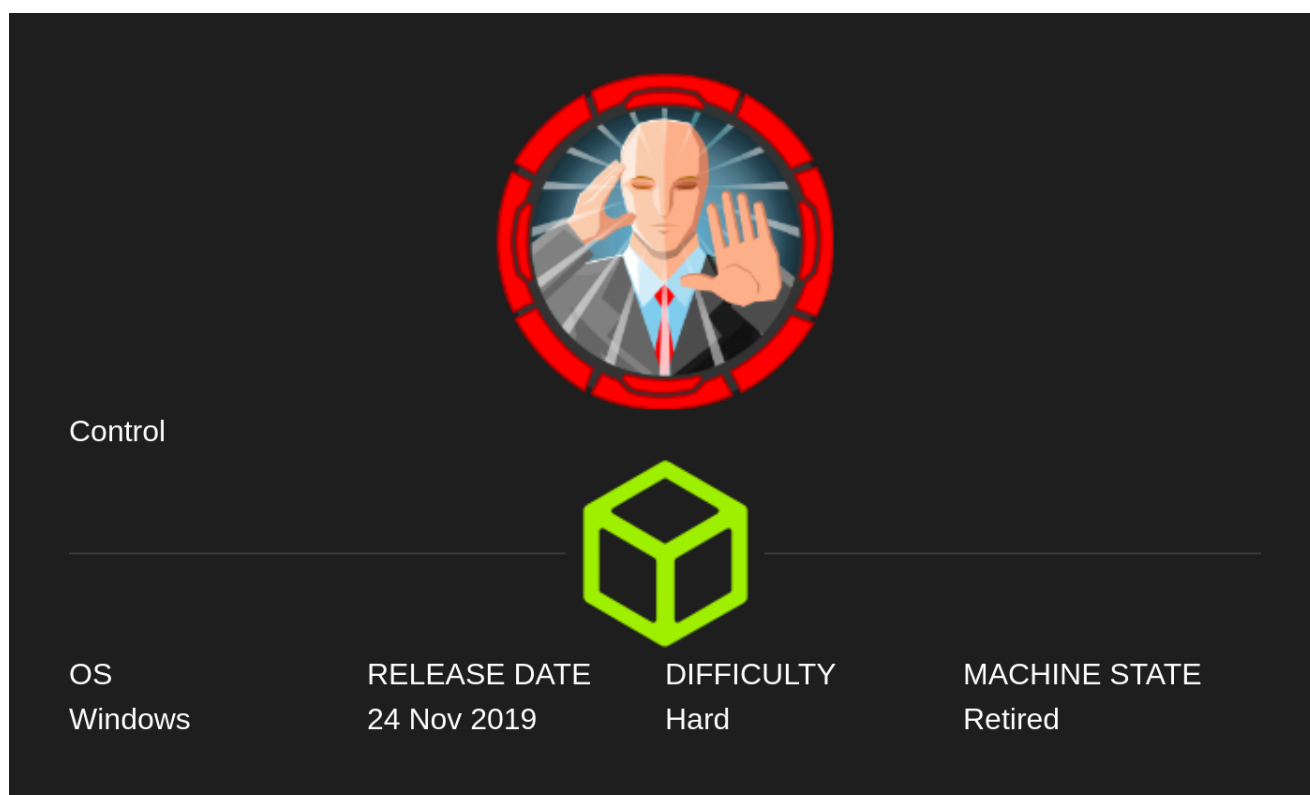 Control
OS RELEASE DATE DIFFICULTY MACHINE STATE
Windows 24 Nov 2019 Hard Retired